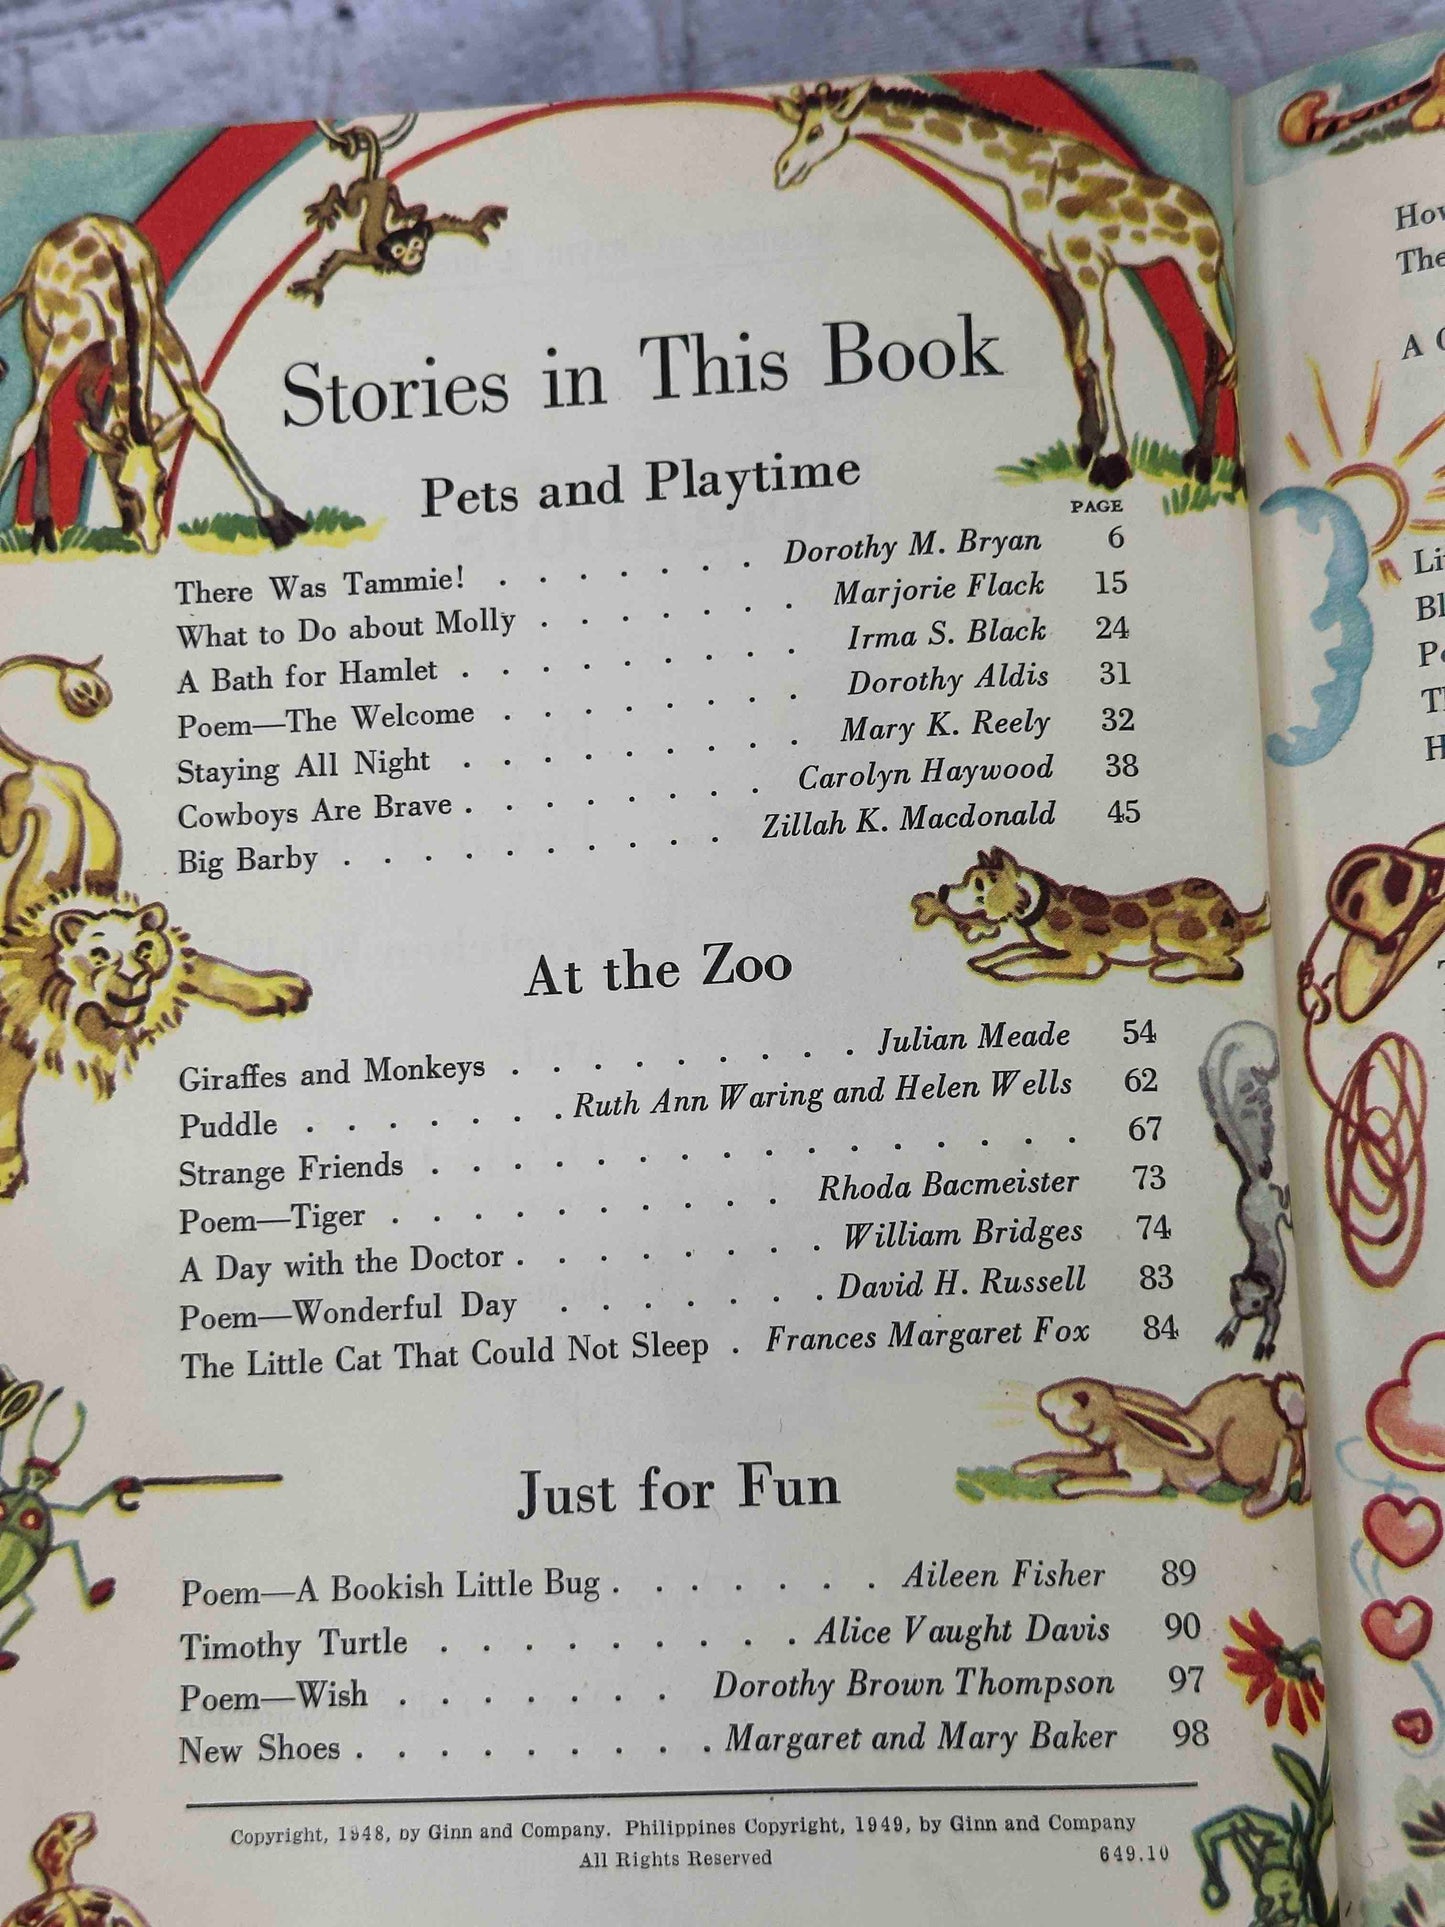 Stories in This Book
Pets and Playtime
PAGE
There Was Tammie! . . . . . . . Dorothy M. Bryan 6
What to Do about Molly . . . . . . . Marjorie Flack 15
A Bath for Hamlet . . . . . . . . . Irma S. Black 24
Poem—The Welcome . . . . . . . . Dorothy Aldis 31
Staying All Night . . . . . . . . . Mary K. Reely 32
Cowboys Are Brave . . . . . . . . Carolyn Haywood 38
Big Barby . . . . . . . . . . Zillah K. Macdonald 45
At the Zoo
Giraffes and Monkeys . . . . . . . . . Julian Meade 54
Puddle . . . . . . . Ruth Ann Waring and Helen Wells 62
Strange Friends . . . . . . . . . . . . . . . . 67
Poem—Tiger . . . . . . . . . . Rhoda Bacmeister 73
A Day with the Doctor . . . . . . . . William Bridges 74
Poem—Wonderful Day . . . . . . . David H. Russell 83
The Little Cat That Could Not Sleep . Frances Margaret Fox 84
Just for Fun
Poem—A Bookish Little Bug . . . . . . . Aileen Fisher 89
Timothy Turtle . . . . . . . . . Alice Vaught Davis 90
Poem—Wish . . . . . . . Dorothy Brown Thompson 97
New Shoes . . . . . . . . . Margaret and Mary Baker 98
Copyright, 1948, by Ginn and Company. Philippines Copyright, 1949, by Ginn and Company
All Rights Reserved 649.10
The
A